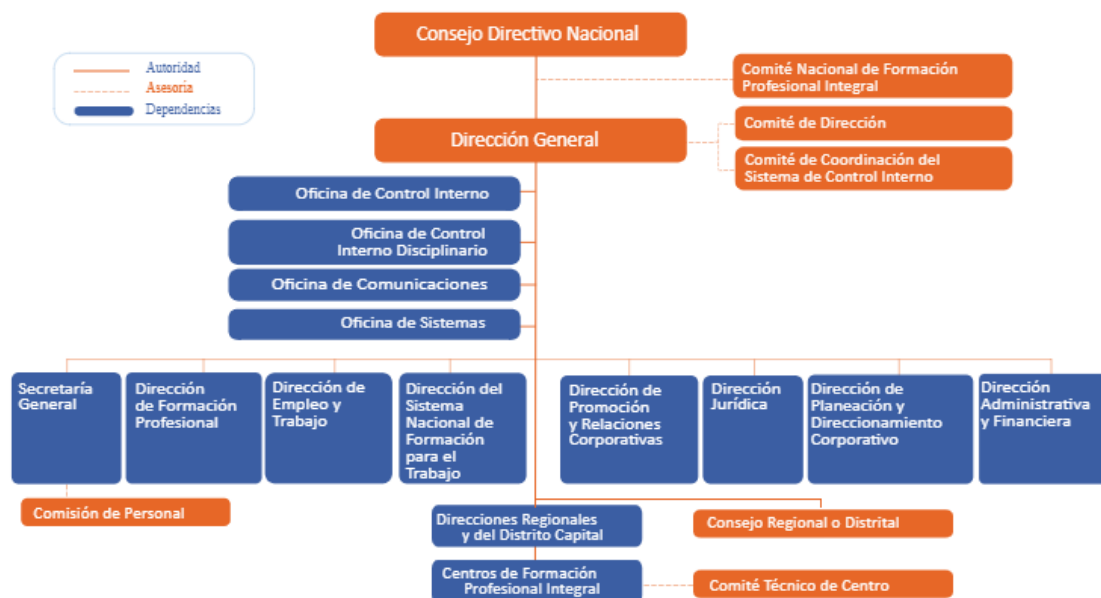 Consejo Directivo Nacional
Autoridad
Asesoría
Dependencias
Comité Nacional de Formación
Profesional Integral
Dirección General
Comité de Dirección
Comité de Coordinación del
Sistema de Control Interno
Oficina de Control Interno
Oficina de Control
Interno Disciplinario
Oficina de Comunicaciones
Oficina de Sistemas
Secretaría
General
Dirección
de Formación
Profesional
Dirección de
Empleo y
Trabajo
Dirección del
Sistema
Nacional de
Formación
para el
Trabajo
Dirección de
Promoción
y Relaciones
Corporativas
Dirección
Jurídica
Dirección de
Planeación y
Direccionamiento
Corporativo
Dirección
Administrativa
y Financiera
Comisión de Personal
Direcciones Regionales
y del Distrito Capital
Consejo Regional o Distrital
Centros de Formación
Profesional Integral
Comité Técnico de Centro